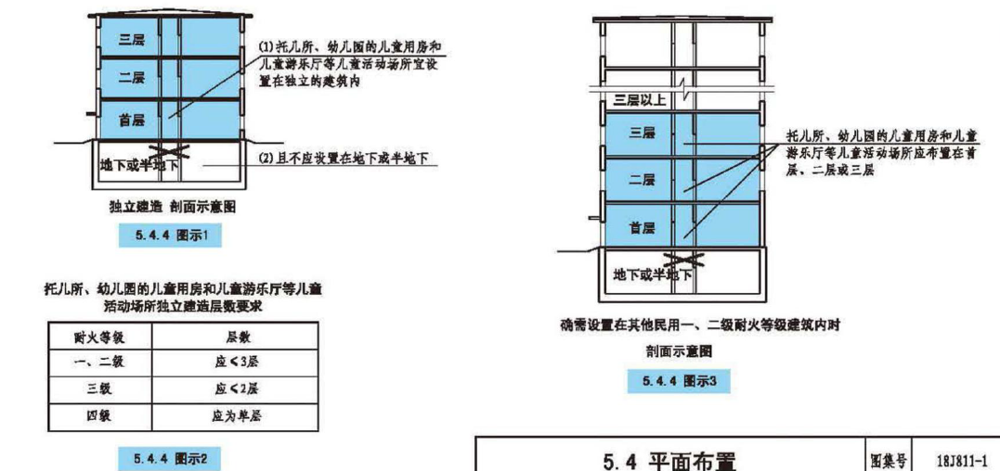 三层
二层
首层
地下或半地下
(1)托儿所、幼儿园的儿童用房和
儿童游乐厅等儿童活动场所宜设
置在独立的建筑内
(2)且不应设置在地下或半地下
独立建造 剖面示意图
5.4.4 图示1
托儿所、幼儿园的儿童用房和儿童游乐厅等儿童
活动场所独立建造层数要求
耐火等级 层数
一、二级 应≤3层
三级 应≤2层
四级 应为单层
5.4.4 图示2
三层以上
三层
二层
首层
地下或半地下
托儿所、幼儿园的儿童用房和儿童
游乐厅等儿童活动场所应布置在首
层、二层或三层
确需设置在其他民用一、二级耐火等级建筑内时
剖面示意图
5.4.4 图示3
5.4 平面布置 图集号 18J811-1